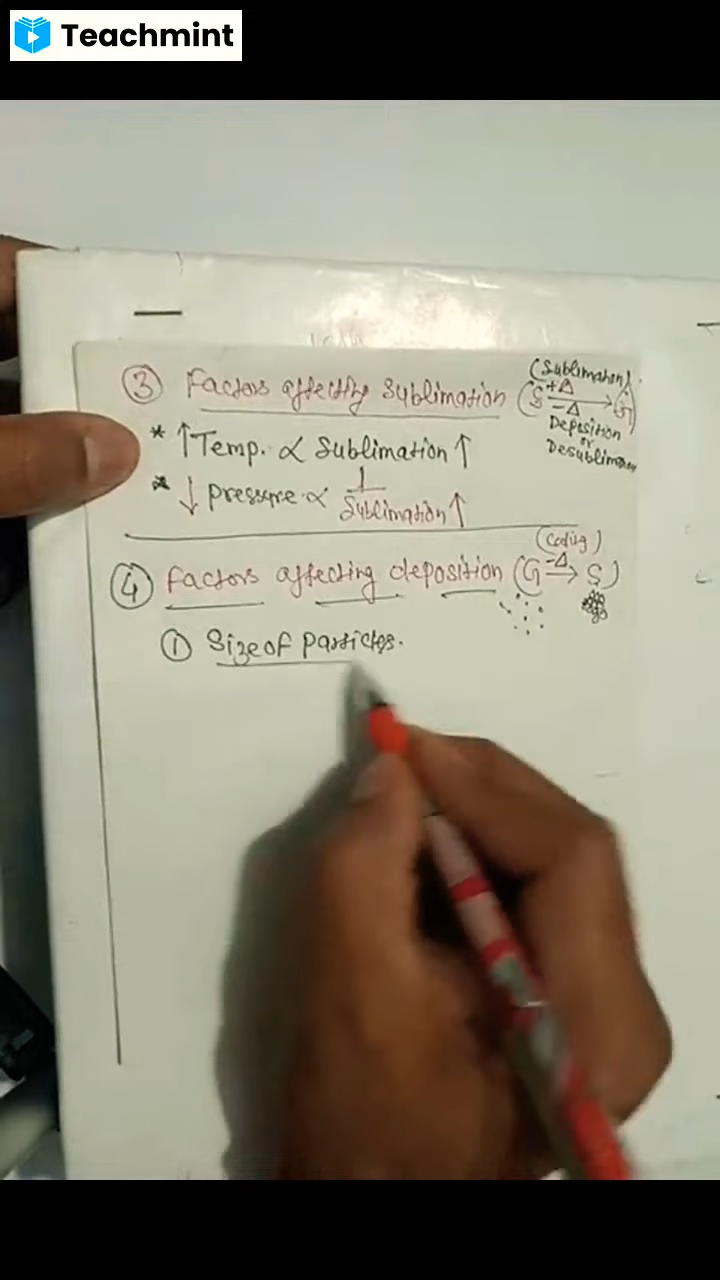 Teachmint
③ Factors affecting Sublimation
(Sublimation)
(S +Δ → G)
-Δ
Deposition
or
Desublimation
* ↑ Temp. ∝ Sublimation ↑
* ↓ Pressure ∝ 1/Sublimation ↑
(Cooling)
④ Factors affecting deposition (G -Δ → S)
① Size of Particles.